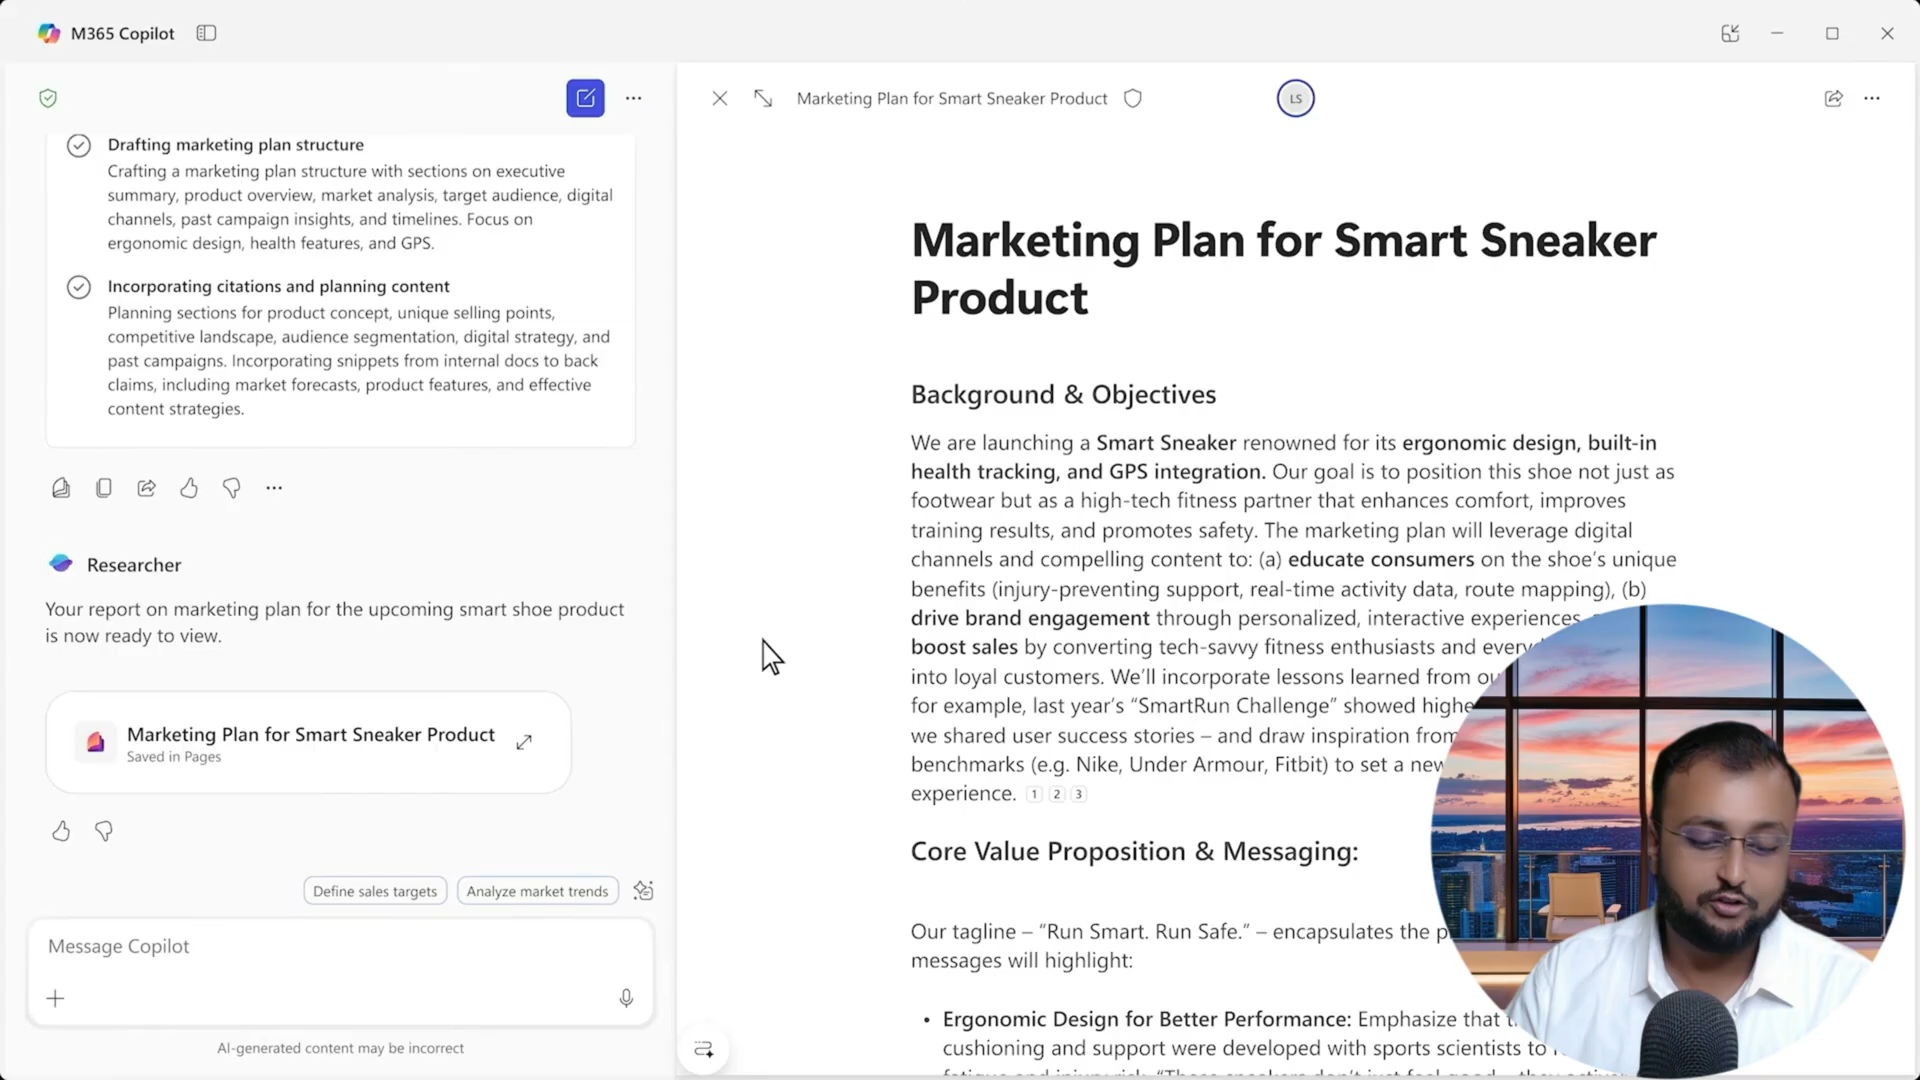 M365 Copilot
Drafting marketing plan structure
Crafting a marketing plan structure with sections on executive
summary, product overview, market analysis, target audience, digital
channels, past campaign insights, and timelines. Focus on
ergonomic design, health features, and GPS.
Incorporating citations and planning content
Planning sections for product concept, unique selling points,
competitive landscape, audience segmentation, digital strategy, and
past campaigns. Incorporating snippets from internal docs to back
claims, including market forecasts, product features, and effective
content strategies.
Researcher
Your report on marketing plan for the upcoming smart shoe product
is now ready to view.
Marketing Plan for Smart Sneaker Product
Saved in Pages
Define sales targets
Analyze market trends
Message Copilot
AI-generated content may be incorrect
Marketing Plan for Smart Sneaker Product
LS
Marketing Plan for Smart Sneaker
Product
Background & Objectives
We are launching a Smart Sneaker renowned for its ergonomic design, built-in
health tracking, and GPS integration. Our goal is to position this shoe not just as
footwear but as a high-tech fitness partner that enhances comfort, improves
training results, and promotes safety. The marketing plan will leverage digital
channels and compelling content to: (a) educate consumers on the shoe’s unique
benefits (injury-preventing support, real-time activity data, route mapping), (b)
drive brand engagement through personalized, interactive experiences
boost sales by converting tech-savvy fitness enthusiasts and
into loyal customers. We’ll incorporate lessons learned from
for example, last year’s “SmartRun Challenge” showed
we shared user success stories – and draw inspiration from
benchmarks (e.g. Nike, Under Armour, Fitbit) to set a
experience. 1 2 3
Core Value Proposition & Messaging:
Our tagline – “Run Smart. Run Safe.” – encapsulates the
messages will highlight:
• Ergonomic Design for Better Performance: Emphasize that
cushioning and support were developed with sports scientists to